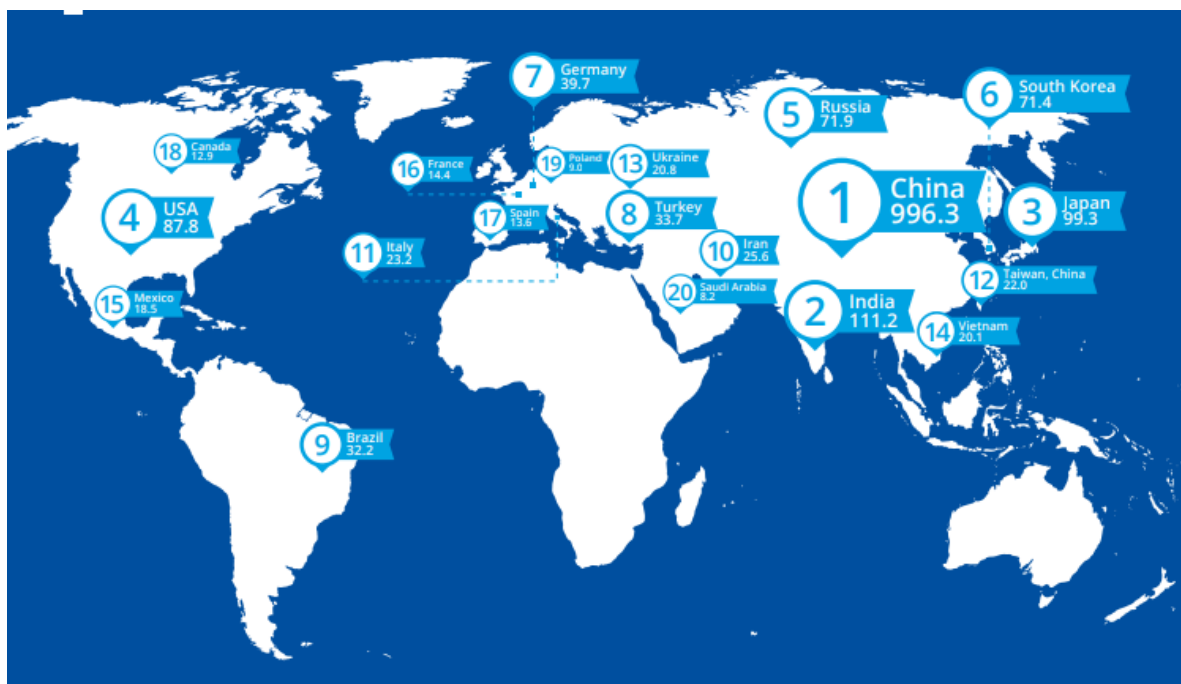 7
Germany
39.7
6
South Korea
71.4
5
Russia
71.9
18
Canada
12.9
16
France
14.4
19
Poland
9.0
13
Ukraine
20.8
1
China
996.3
4
USA
87.8
17
Spain
13.6
8
Turkey
33.7
3
Japan
99.3
11
Italy
23.2
10
Iran
25.6
12
Taiwan, China
22.0
15
Mexico
18.5
20
Saudi Arabia
8.2
2
India
111.2
14
Vietnam
20.1
9
Brazil
32.2